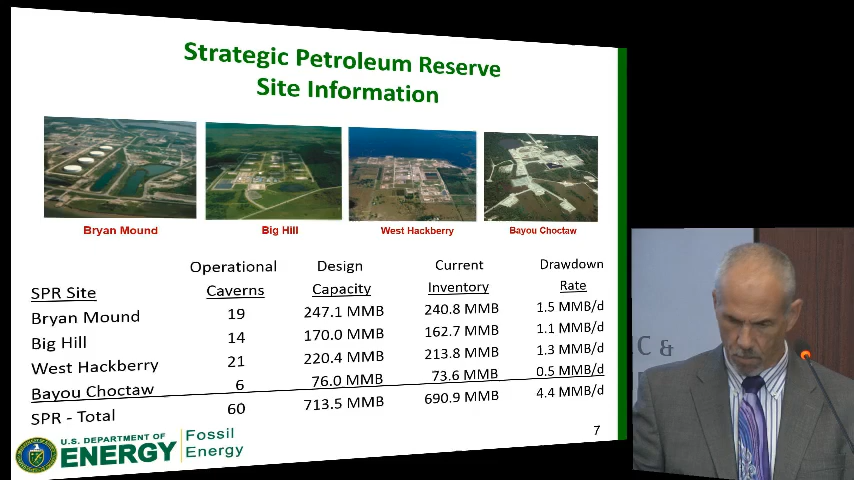 Strategic Petroleum Reserve
Site Information
Bryan Mound
Big Hill
West Hackberry
Bayou Choctaw
SPR Site Operational Caverns Design Capacity Current Inventory Drawdown Rate
Bryan Mound 19 247.1 MMB 240.8 MMB 1.5 MMB/d
Big Hill 14 170.0 MMB 162.7 MMB 1.1 MMB/d
West Hackberry 21 220.4 MMB 213.8 MMB 1.3 MMB/d
Bayou Choctaw 6 76.0 MMB 73.6 MMB 0.5 MMB/d
SPR - Total 60 713.5 MMB 690.9 MMB 4.4 MMB/d
U.S. DEPARTMENT OF
ENERGY
Fossil
Energy
7
C &